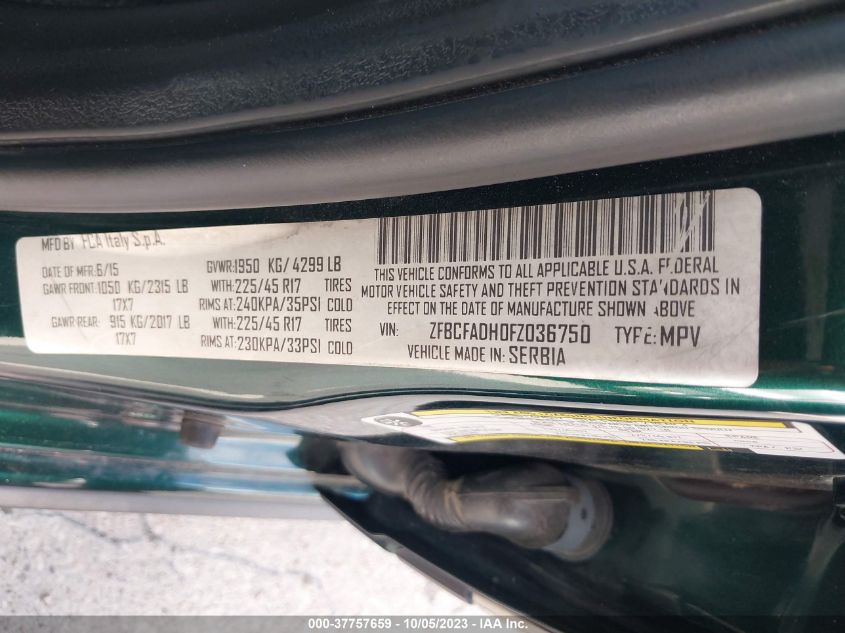 MFD BY FCA Italy S.p.A.
DATE OF MFR: 6/15 GVWR:1950 KG/4299 LB
GAWR FRONT:1050 KG/2315 LB WITH:225/45 R17 TIRES
17X7 RIMS AT:240KPA/35PSI COLD
GAWR REAR: 915 KG/2017 LB WITH:225/45 R17 TIRES
17X7 RIMS AT:230KPA/33PSI COLD
THIS VEHICLE CONFORMS TO ALL APPLICABLE U.S.A. FEDERAL
MOTOR VEHICLE SAFETY AND THEFT PREVENTION STANDARDS IN
EFFECT ON THE DATE OF MANUFACTURE SHOWN ABOVE
VIN: ZFBCFADH0FZ036750 TYPE: MPV
VEHICLE MADE IN: SERBIA
000-37757659 - 10/05/2023 - IAA Inc.